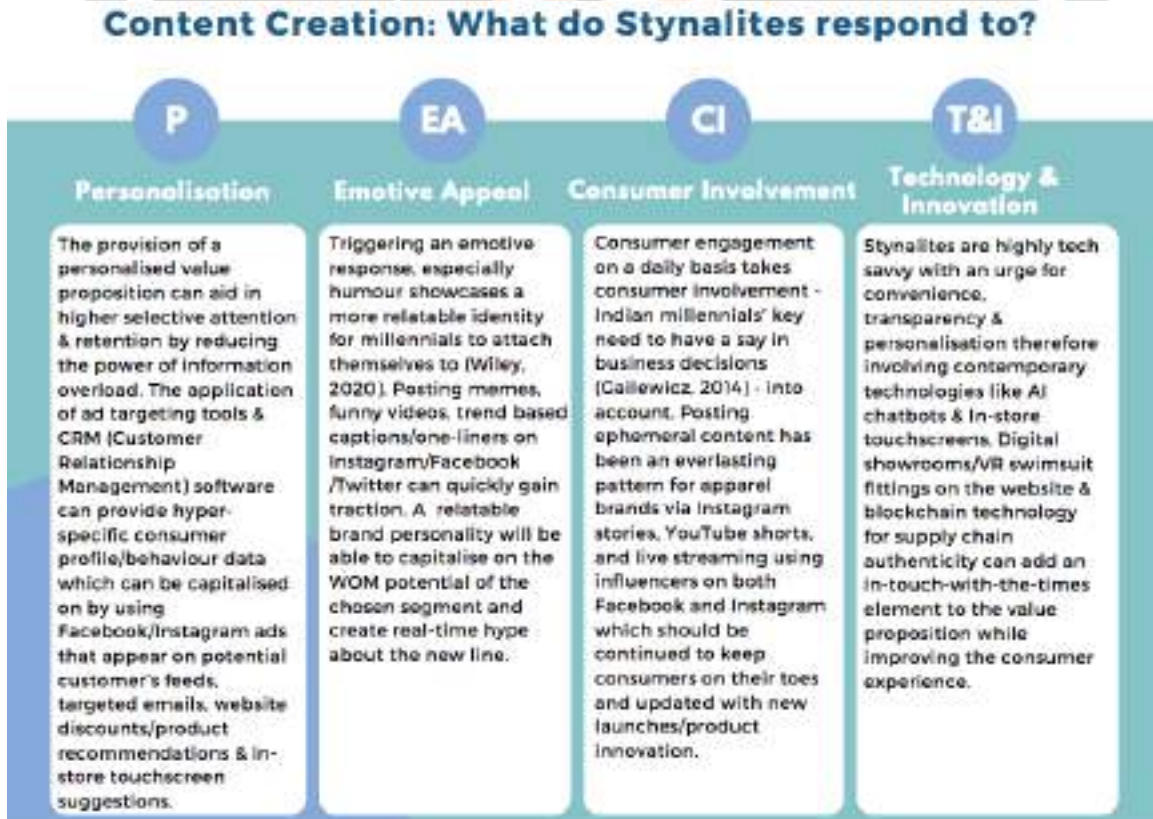 Content Creation: What do Stynalites respond to?
P
Personalisation
The provision of a
personalised value
proposition can aid in
higher selective attention
& retention by reducing
the power of information
overload. The application
of ad targeting tools &
CRM (Customer
Relationship
Management) software
can provide hyper-
specific consumer
profile/behaviour data
which can be capitalised
on by using
Facebook/Instagram ads
that appear on potential
customer's feeds,
targeted emails, website
discounts/product
recommendations & in-
store touchscreen
suggestions.
EA
Emotive Appeal
Triggering an emotive
response, especially
humour showcases a
more relatable identity
for millennials to attach
themselves to (Wiley,
2020). Posting memes,
funny videos, trend based
captions/one-liners on
Instagram/Facebook
/Twitter can quickly gain
traction. A relatable
brand personality will be
able to capitalise on the
WOM potential of the
chosen segment and
create real-time hype
about the new line.
CI
Consumer Involvement
Consumer engagement
on a daily basis takes
consumer involvement -
Indian millennials' key
need to have a say in
business decisions
2014) - into
account. Posting
ephemeral content has
been an everlasting
pattern for apparel
brands via Instagram
stories, YouTube shorts,
and live streaming using
influencers on both
Facebook and Instagram
which should be
continued to keep
consumers on their toes
and updated with new
launches/product
innovation.
T&I
Technology &
Innovation
Stynalites are highly tech
savvy with an urge for
convenience,
transparency &
personalisation therefore
involving contemporary
technologies like AI
chatbots & In-store
touchscreens, Digital
showrooms/VR swimsuit
fittings on the website &
blockchain technology
for supply chain
authenticity can add an
in-touch-with-the-times
element to the value
proposition while
improving the consumer
experience.